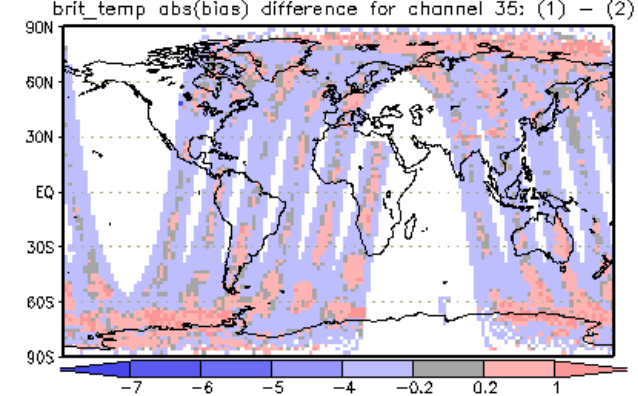 brit_temp abs(bias) difference for channel 35: (1) − (2)
90N
60N
30N
EQ
30S
60S
90S
−7 −6 −5 −4 −0.2 0.2 1